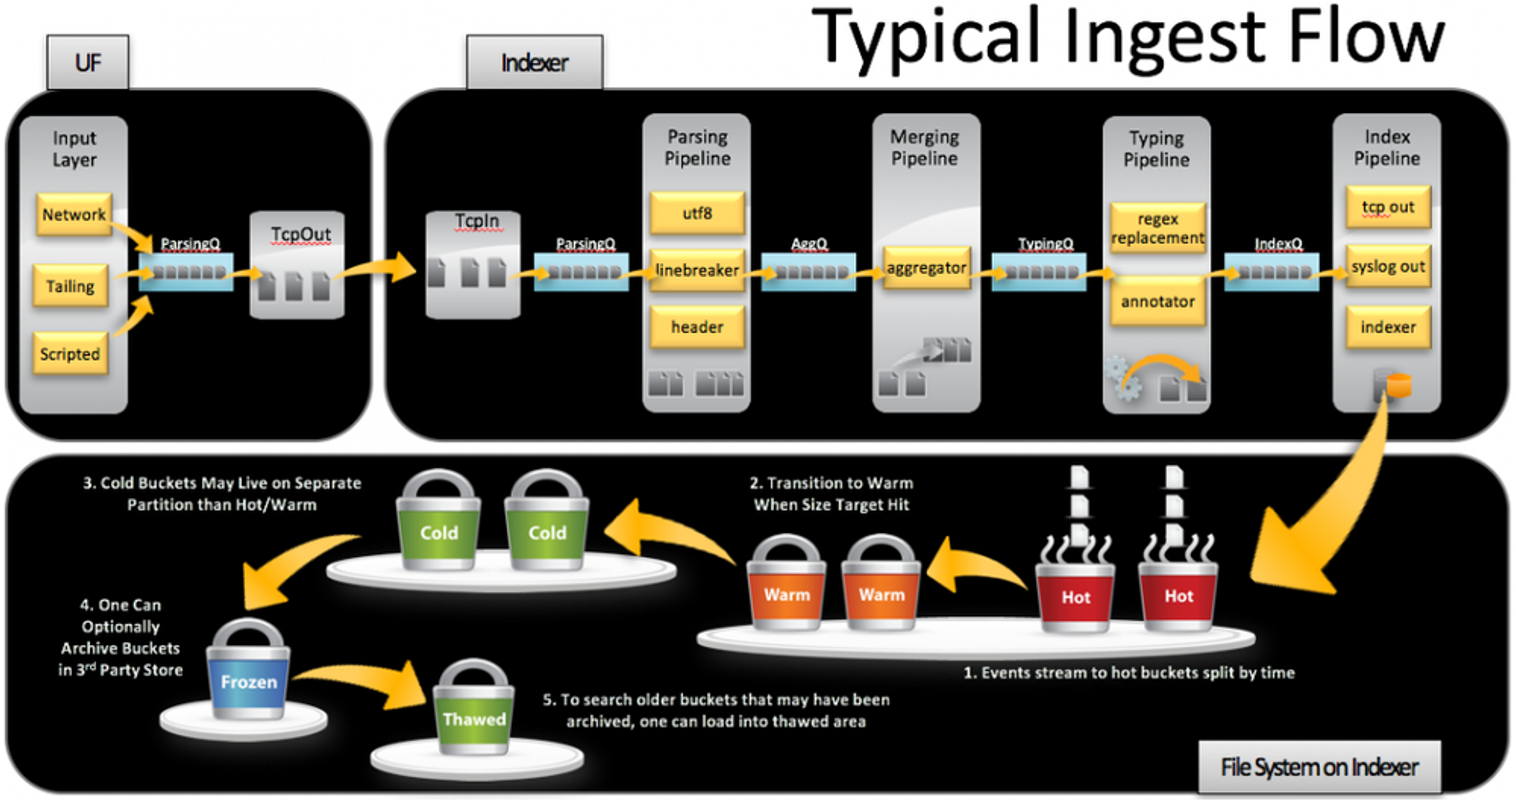 Typical Ingest Flow
UF
Indexer
Input
Layer
Network
Tailing
Scripted
ParsingQ
TcpOut
TcpIn
ParsingQ
Parsing
Pipeline
utf8
linebreaker
header
AggQ
Merging
Pipeline
aggregator
TypingQ
Typing
Pipeline
regex
replacement
annotator
IndexQ
Index
Pipeline
tcp out
syslog out
indexer
3. Cold Buckets May Live on Separate
Partition than Hot/Warm
Cold
Cold
2. Transition to Warm
When Size Target Hit
Warm
Warm
Hot
Hot
1. Events stream to hot buckets split by time
4. One Can
Optionally
Archive Buckets
in 3rd Party Store
Frozen
Thawed
5. To search older buckets that may have been
archived, one can load into thawed area
File System on Indexer